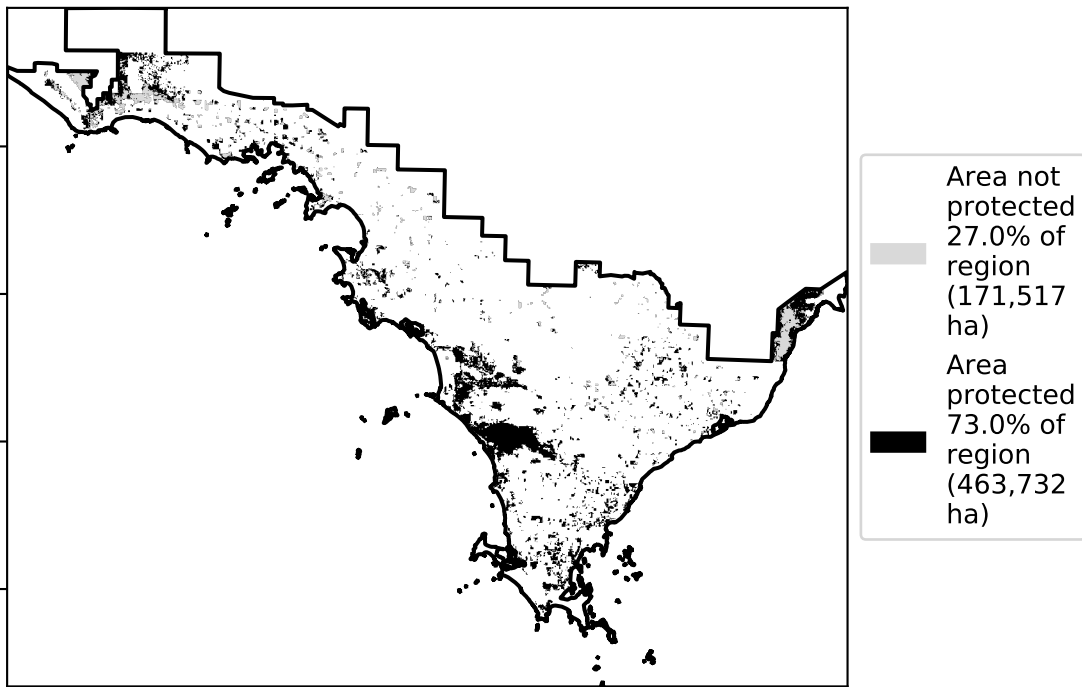 Area not
protected
27.0% of
region
(171,517
ha)
Area
protected
73.0% of
region
(463,732
ha)